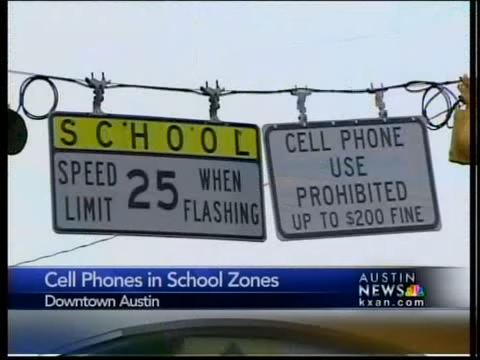 SCHOOL
SPEED LIMIT 25 WHEN FLASHING
CELL PHONE
USE
PROHIBITED
UP TO $200 FINE
Cell Phones in School Zones
Downtown Austin
AUSTIN
NEWS
kxan.com